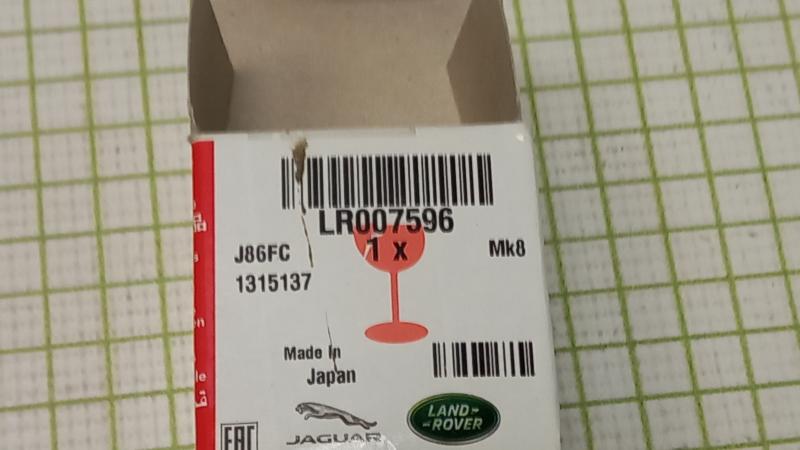 LR007596
1 x
J86FC
Mk8
1315137
Made In
Japan
EAC
JAGUAR
LAND-
-ROVER